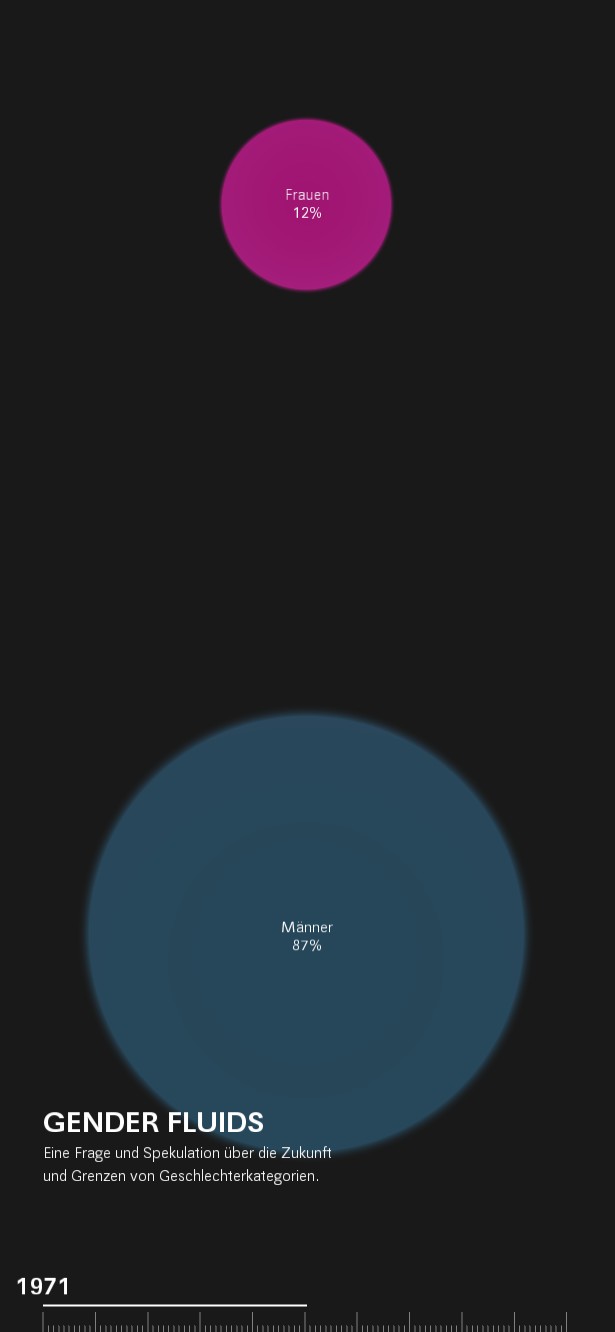 Frauen
12%
Männer
87%
GENDER FLUIDS
Eine Frage und Spekulation über die Zukunft
und Grenzen von Geschlechterkategorien.
1971